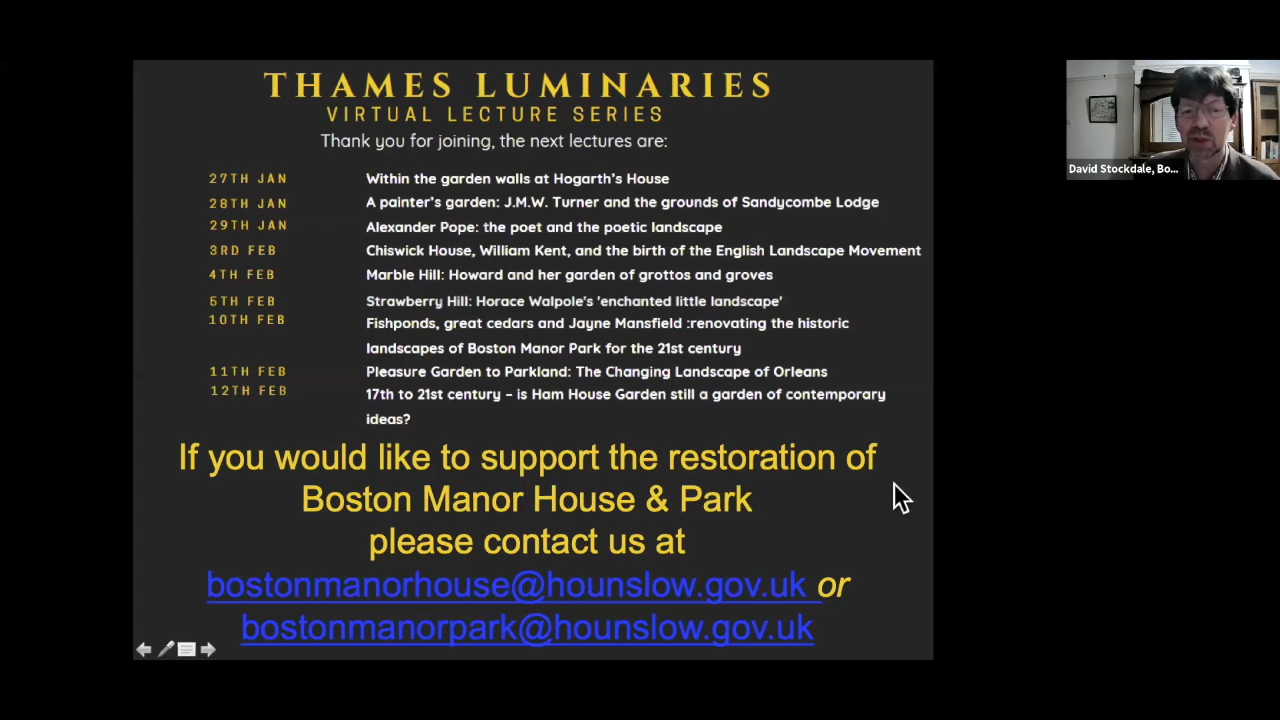 THAMES LUMINARIES
VIRTUAL LECTURE SERIES
Thank you for joining, the next lectures are:
27TH JAN Within the garden walls at Hogarth's House
28TH JAN A painter's garden: J.M.W. Turner and the grounds of Sandycombe Lodge
29TH JAN Alexander Pope: the poet and the poetic landscape
3RD FEB Chiswick House, William Kent, and the birth of the English Landscape Movement
4TH FEB Marble Hill: Howard and her garden of grottos and groves
5TH FEB Strawberry Hill: Horace Walpole's 'enchanted little landscape'
10TH FEB Fishponds, great cedars and Jayne Mansfield :renovating the historic
landscapes of Boston Manor Park for the 21st century
11TH FEB Pleasure Garden to Parkland: The Changing Landscape of Orleans
12TH FEB 17th to 21st century – is Ham House Garden still a garden of contemporary
ideas?
If you would like to support the restoration of
Boston Manor House & Park
please contact us at
bostonmanorhouse@hounslow.gov.uk or
bostonmanorpark@hounslow.gov.uk
David Stockdale, Bo...